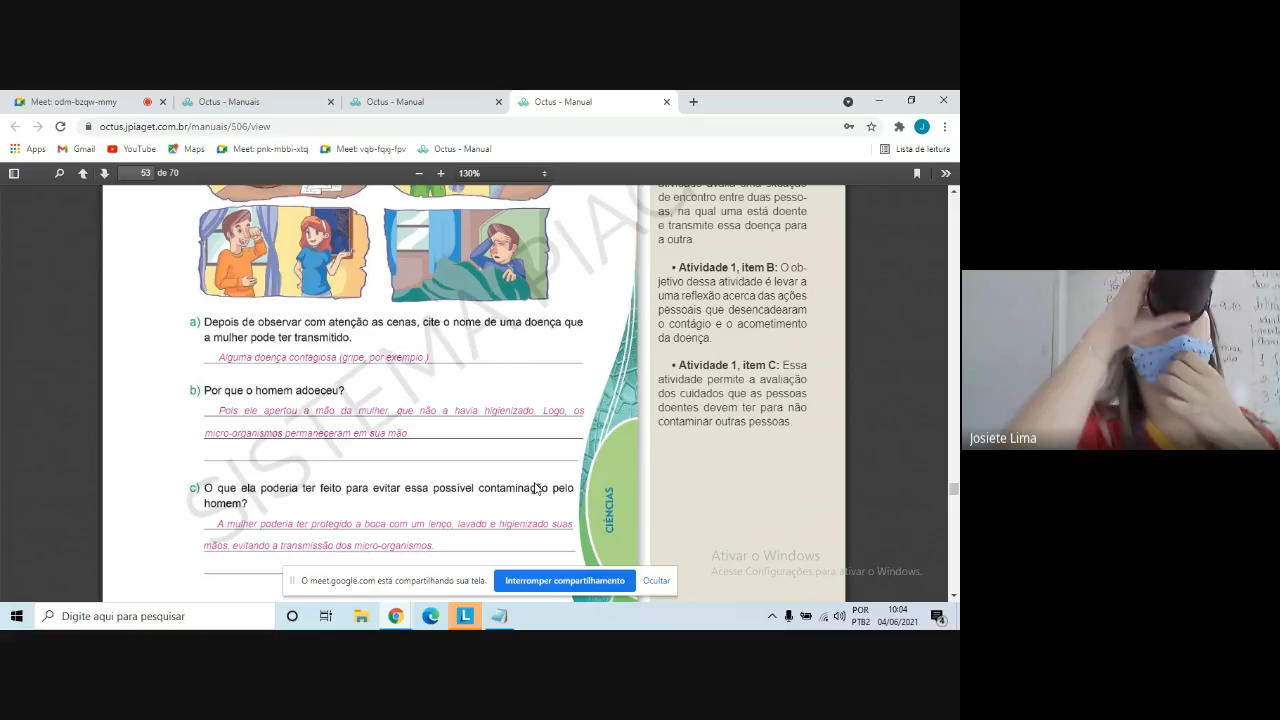 Meet: odm-bzqw-mmy
Octus - Manuais
Octus - Manual
Octus - Manual
octus.jpiaget.com.br/manuais/506/view
Apps
Gmail
YouTube
Maps
Meet: pnk-mbbi-xtq
Meet: vqb-fqxj-fpv
Octus - Manual
Lista de leitura
53 de 70
130%
a) Depois de observar com atenção as cenas, cite o nome de uma doença que
a mulher pode ter transmitido.
Alguma doença contagiosa (gripe, por exemplo )
b) Por que o homem adoeceu?
Pois ele apertou a mão da mulher, que não a havia higienizado. Logo, os
micro-organismos permaneceram em sua mão.
c) O que ela poderia ter feito para evitar essa possível contaminação pelo
homem?
A mulher poderia ter protegido a boca com um lenço, lavado e higienizado suas
mãos, evitando a transmissão dos micro-organismos.
SISTEMA PIAG
CIÊNCIAS
de encontro entre duas pesso-
as, na qual uma está doente
e transmite essa doença para
a outra.
• Atividade 1, item B: O ob-
jetivo dessa atividade é levar a
uma reflexão acerca das ações
pessoais que desencadearam
o contágio e o acometimento
da doença.
• Atividade 1, item C: Essa
atividade permite a avaliação
dos cuidados que as pessoas
doentes devem ter para não
contaminar outras pessoas.
Ativar o Windows
Acesse Configurações para ativar o Windows.
O meet.google.com está compartilhando sua tela.
Interromper compartilhamento
Ocultar
Digite aqui para pesquisar
L
POR
PTB2
10:04
04/06/2021
4
J
Josiete Lima